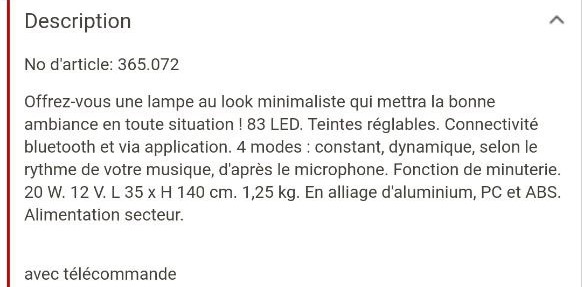 Description
No d'article: 365.072
Offrez-vous une lampe au look minimaliste qui mettra la bonne
ambiance en toute situation ! 83 LED. Teintes réglables. Connectivité
bluetooth et via application. 4 modes : constant, dynamique, selon le
rythme de votre musique, d'après le microphone. Fonction de minuterie.
20 W. 12 V. L 35 x H 140 cm. 1,25 kg. En alliage d'aluminium, PC et ABS.
Alimentation secteur.
avec télécommande